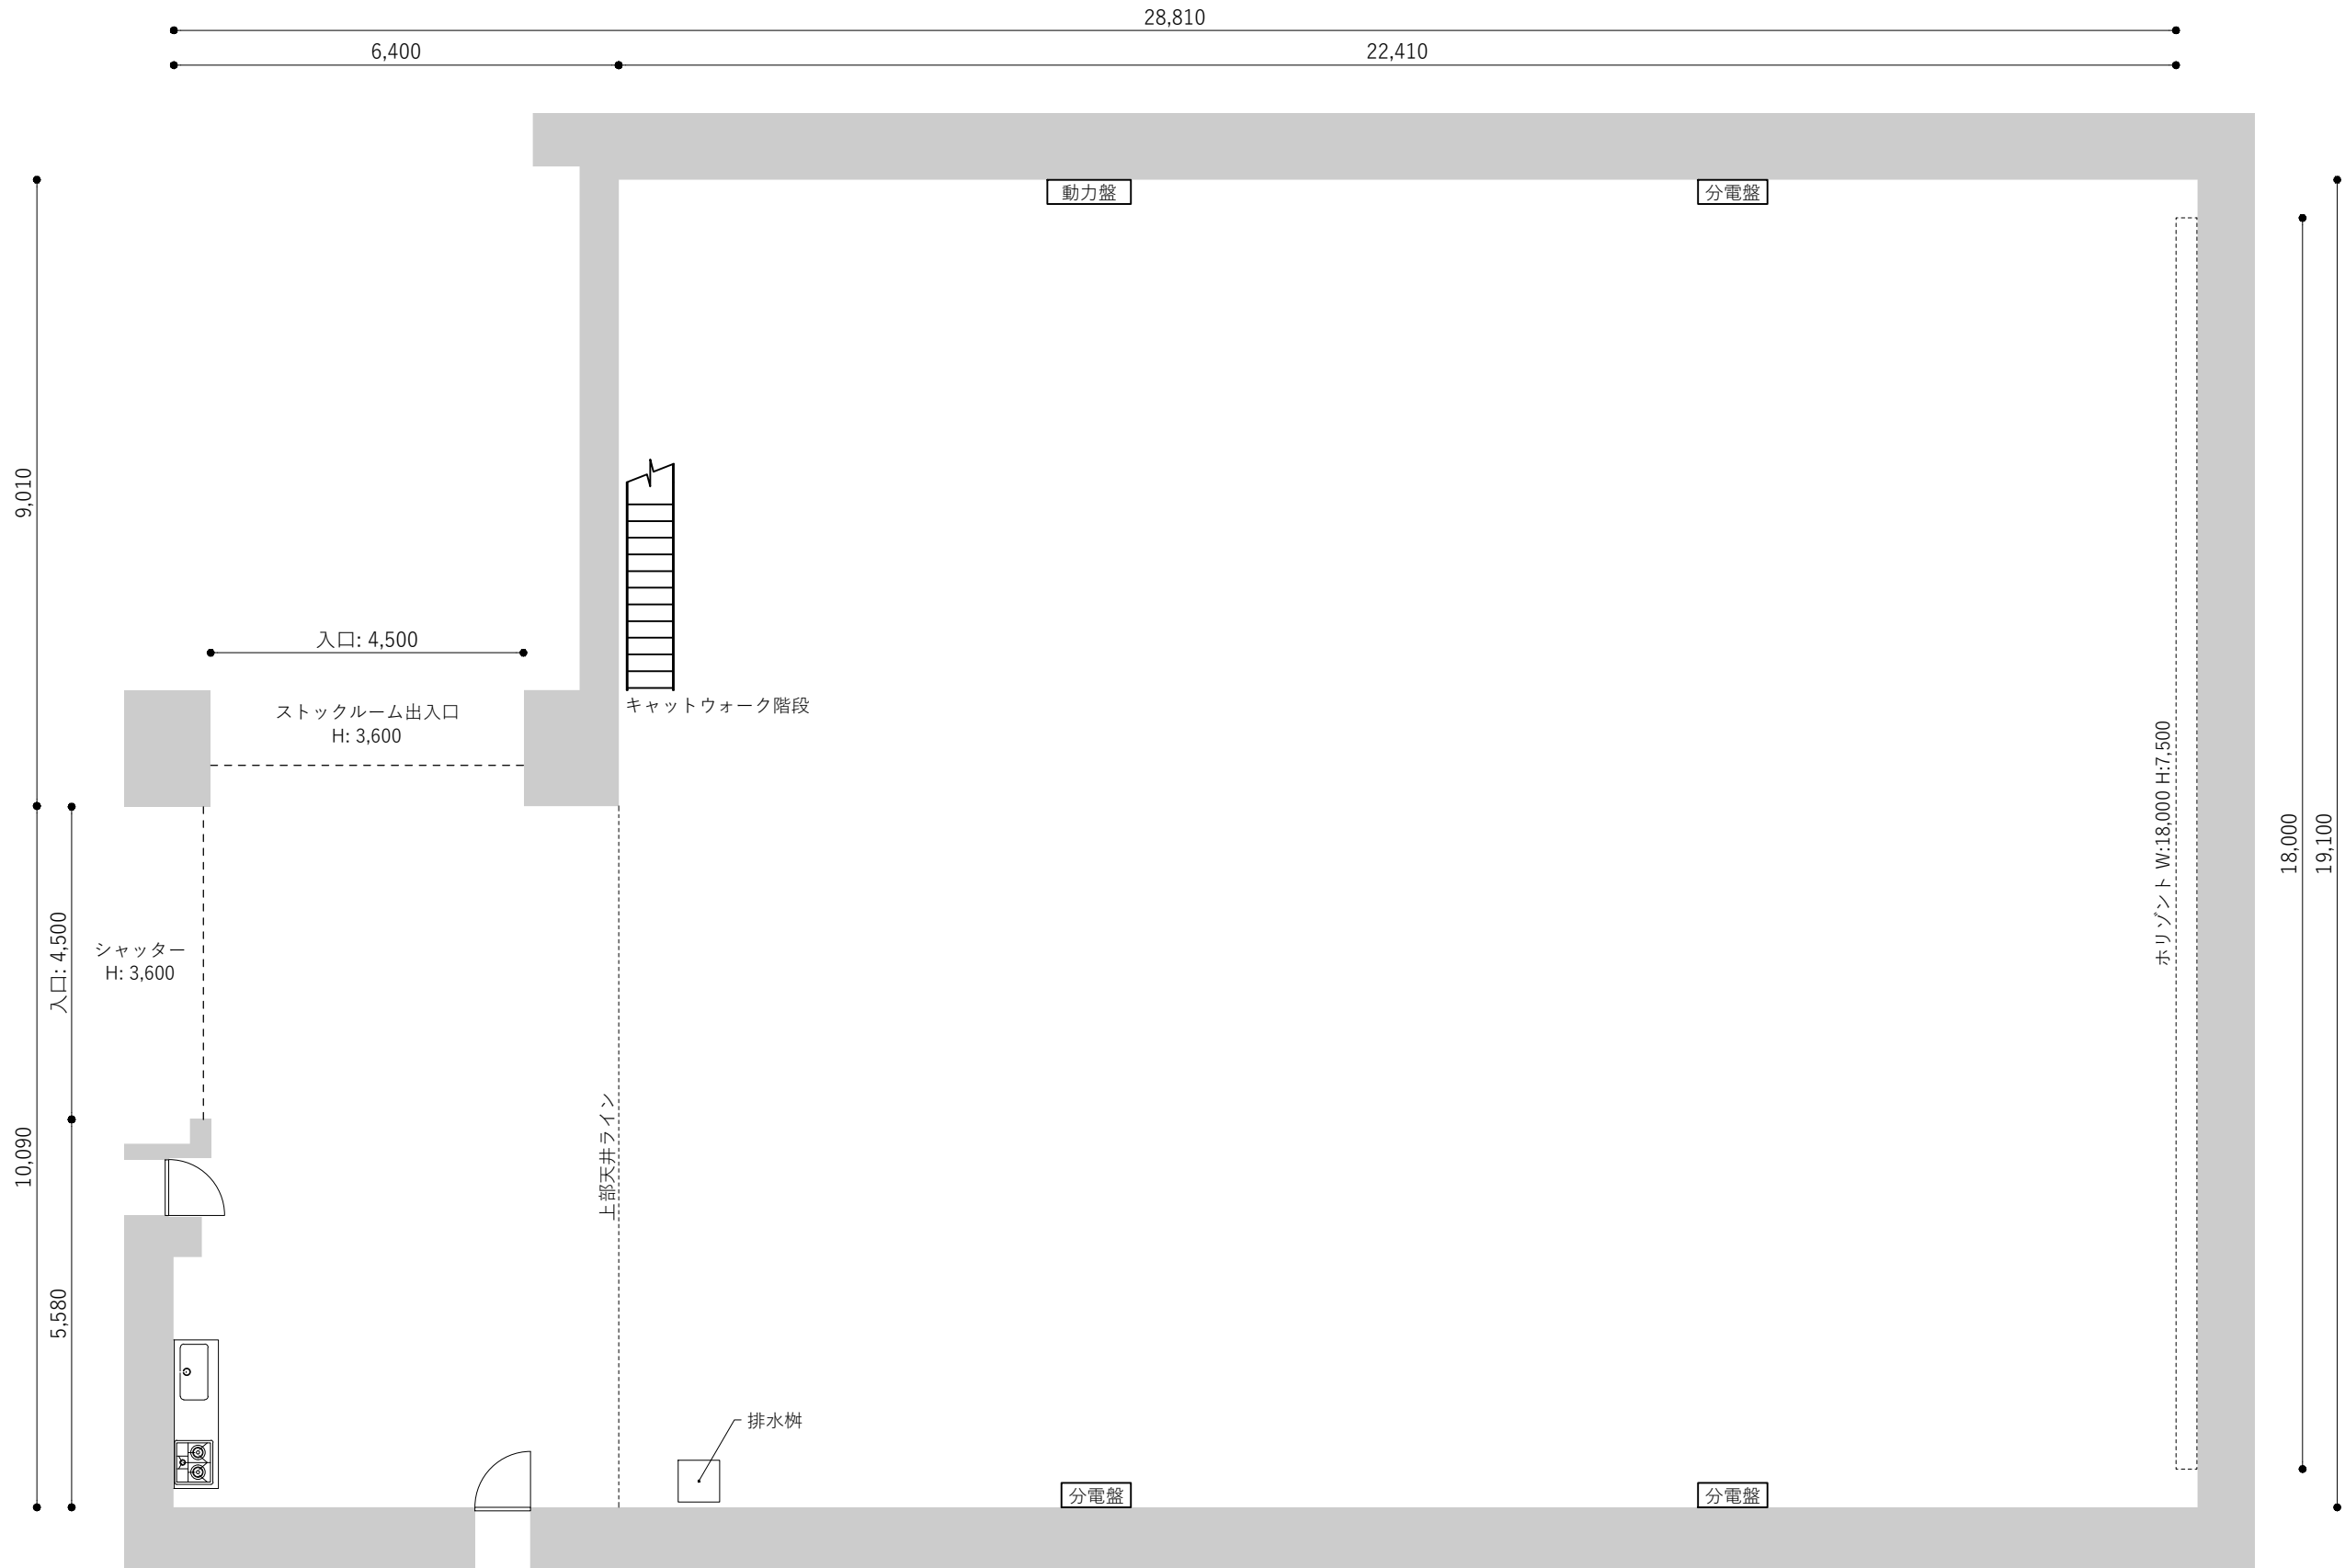 28,810
6,400
22,410
動力盤
分電盤
9,010
入口: 4,500
ストックルーム出入口
H: 3,600
キャットウォーク階段
ホリゾント W:18,000 H:7,500
18,000
19,100
入口: 4,500
シャッター
H: 3,600
上部天井ライン
10,090
5,580
排水桝
分電盤
分電盤